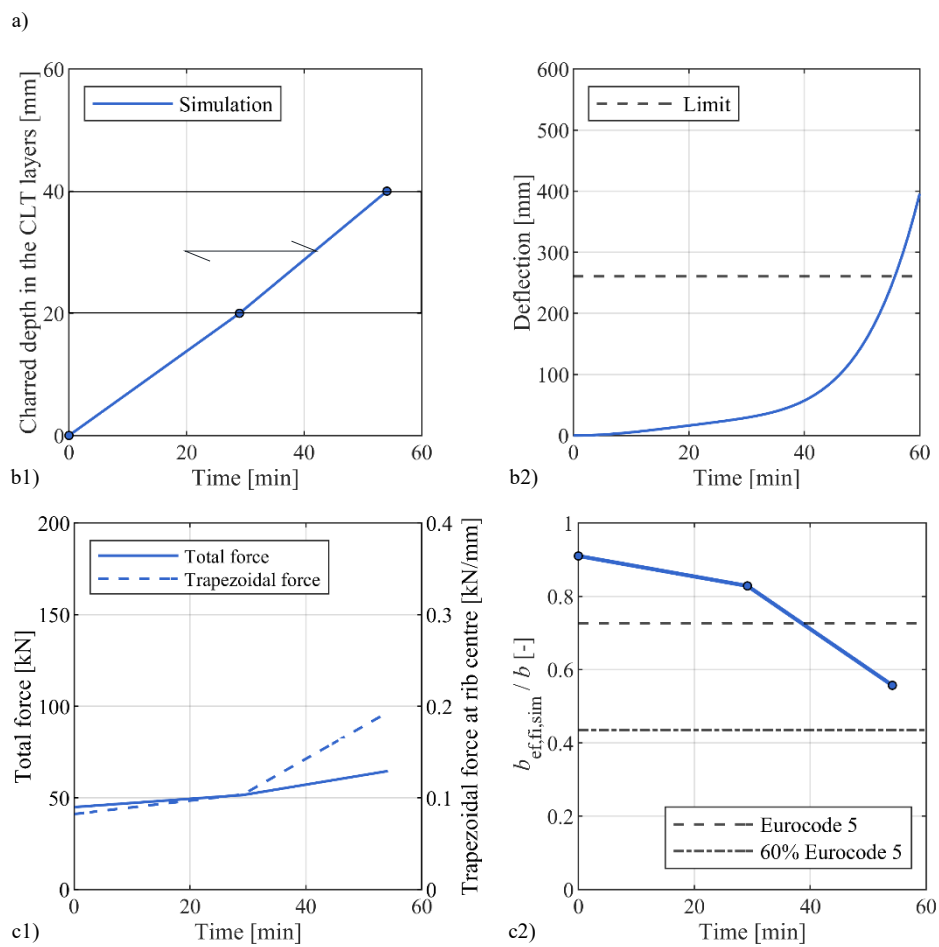 a)
Charred depth in the CLT layers [mm]
60
50
40
30
20
10
0
Simulation
0 20 40 60
Time [min]
b1)
Deflection [mm]
600
500
400
300
200
100
0
Limit
0 20 40 60
Time [min]
b2)
Total force [kN]
200
150
100
50
0
Total force
Trapezoidal force
0.4
0.3
0.2
0.1
0
Trapezoidal force at rib centre [kN/mm]
0 20 40 60
Time [min]
c1)
b_ef,fi,sim / b [-]
1
0.8
0.6
0.4
0.2
0
Eurocode 5
60% Eurocode 5
0 20 40 60
Time [min]
c2)